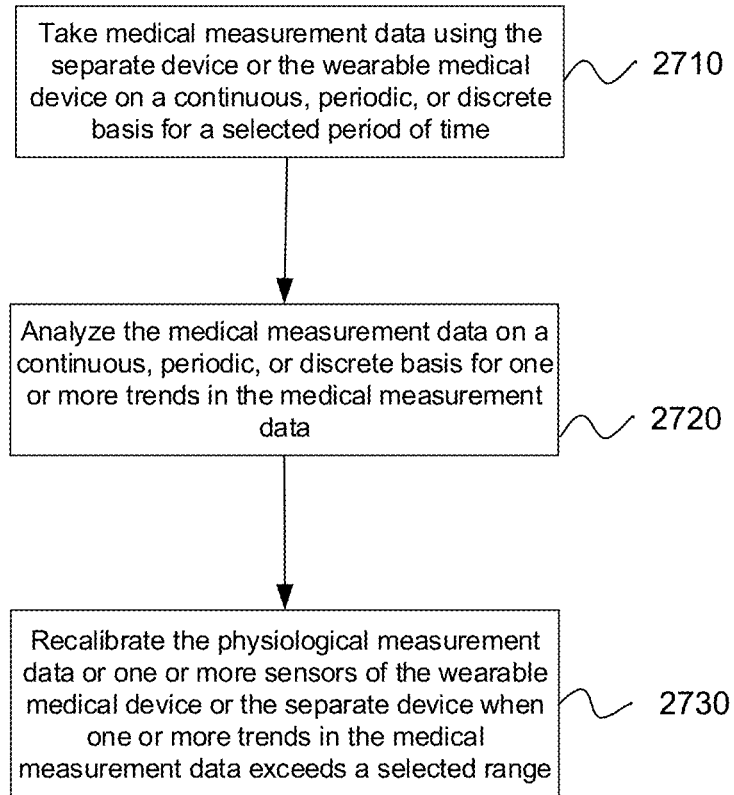 Take medical measurement data using the
separate device or the wearable medical
device on a continuous, periodic, or discrete
basis for a selected period of time
2710
Analyze the medical measurement data on a
continuous, periodic, or discrete basis for one
or more trends in the medical measurement
data
2720
Recalibrate the physiological measurement
data or one or more sensors of the wearable
medical device or the separate device when
one or more trends in the medical
measurement data exceeds a selected range
2730